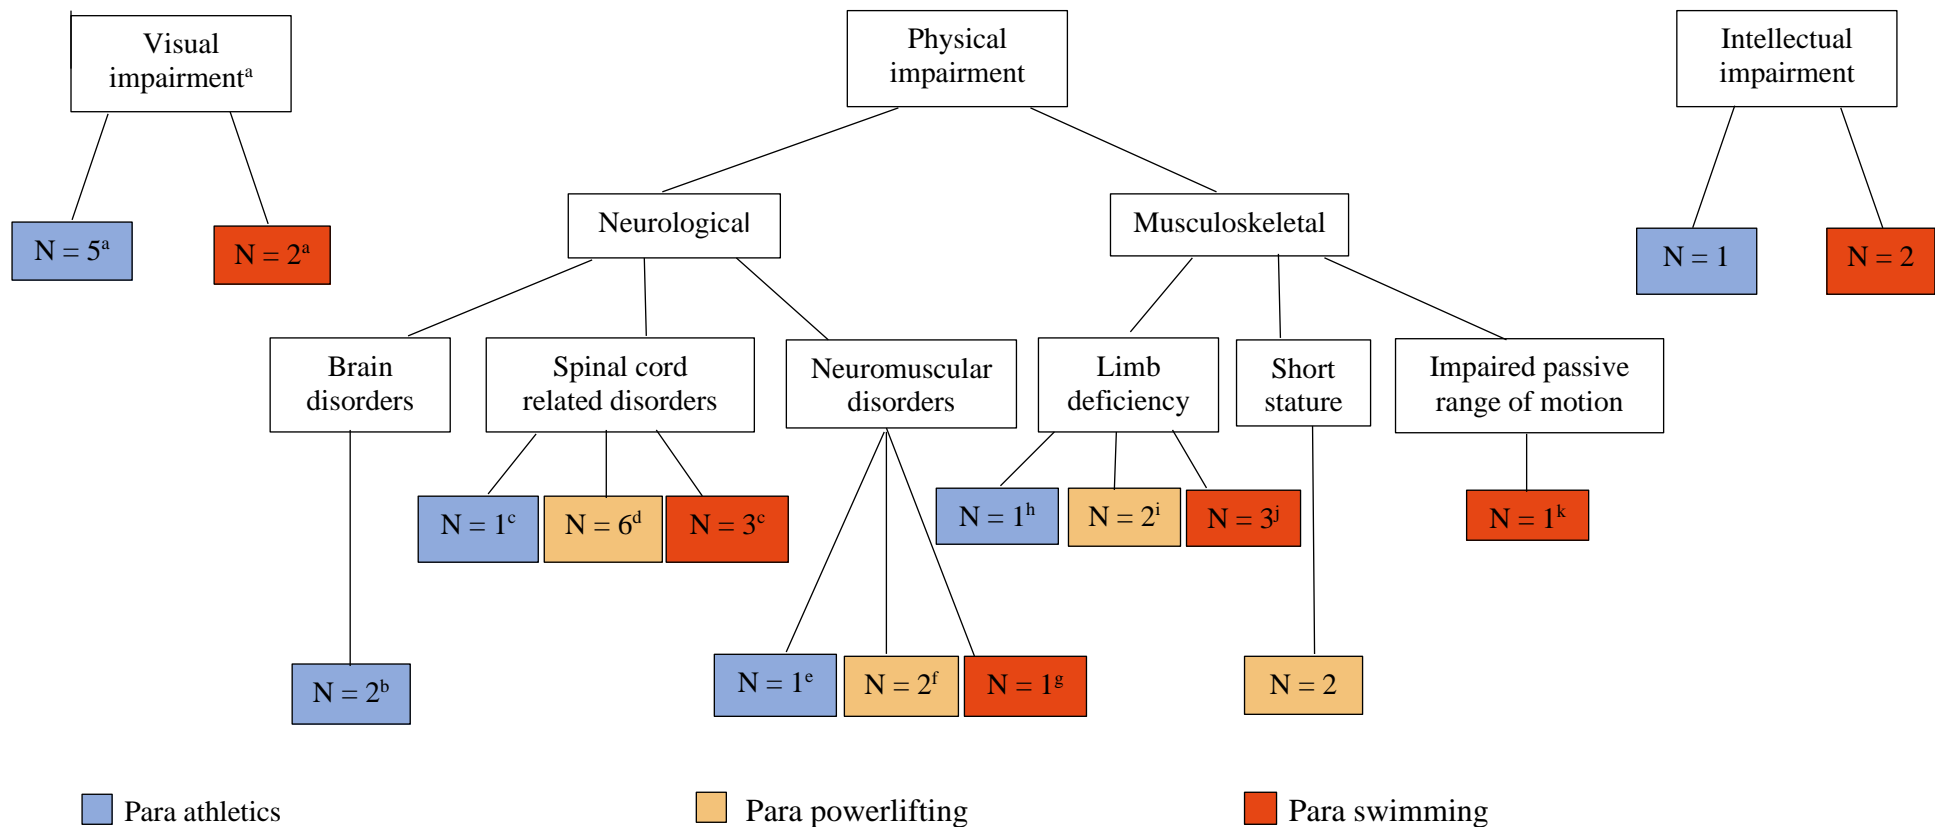 Visual
impairmentᵃ
Physical
impairment
Intellectual
impairment
N = 5ᵃ
N = 2ᵃ
Neurological
Musculoskeletal
N = 1
N = 2
Brain
disorders
Spinal cord
related disorders
Neuromuscular
disorders
Limb
deficiency
Short
stature
Impaired passive
range of motion
N = 1ᶜ
N = 6ᵈ
N = 3ᶜ
N = 1ʰ
N = 2ⁱ
N = 3ʲ
N = 1ᵏ
N = 2ᵇ
N = 1ᵉ
N = 2ᶠ
N = 1ᵍ
N = 2
Para athletics
Para powerlifting
Para swimming